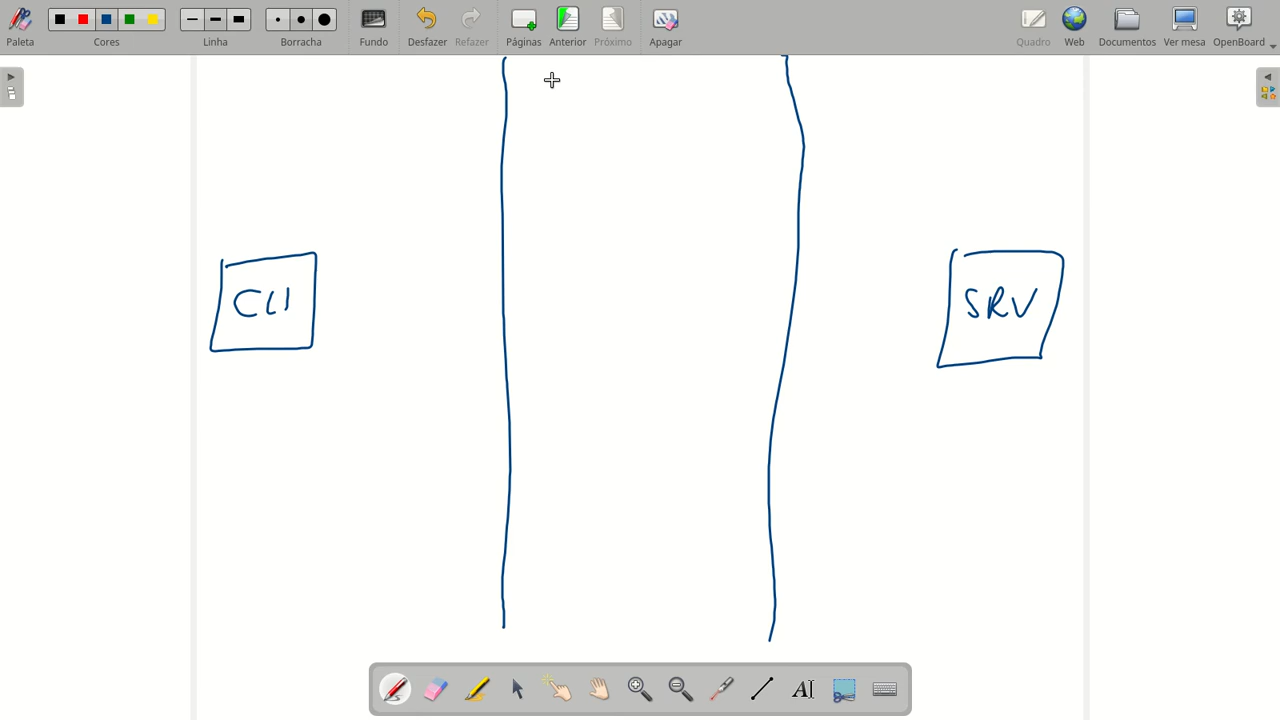 Paleta
Cores
Linha
Borracha
Fundo
Desfazer
Refazer
Páginas
Anterior
Próximo
Apagar
Quadro
Web
Documentos
Ver mesa
OpenBoard
CLI
SRV
AI